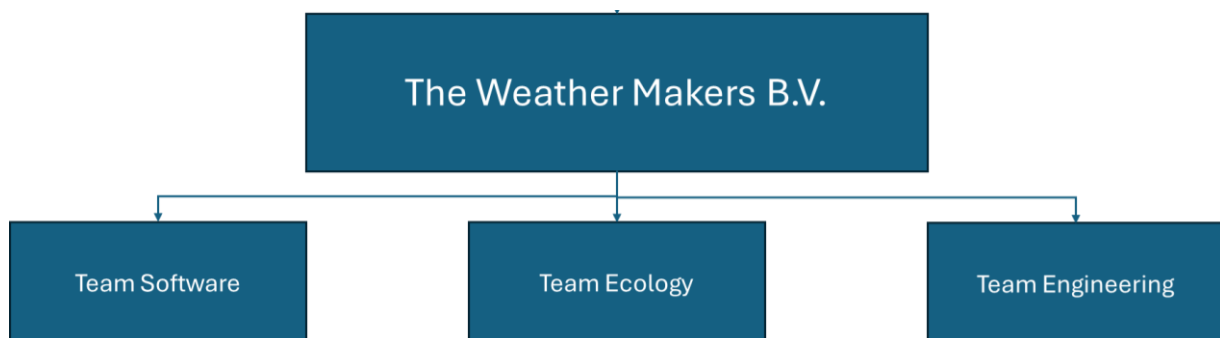 The Weather Makers B.V.
Team Software
Team Ecology
Team Engineering